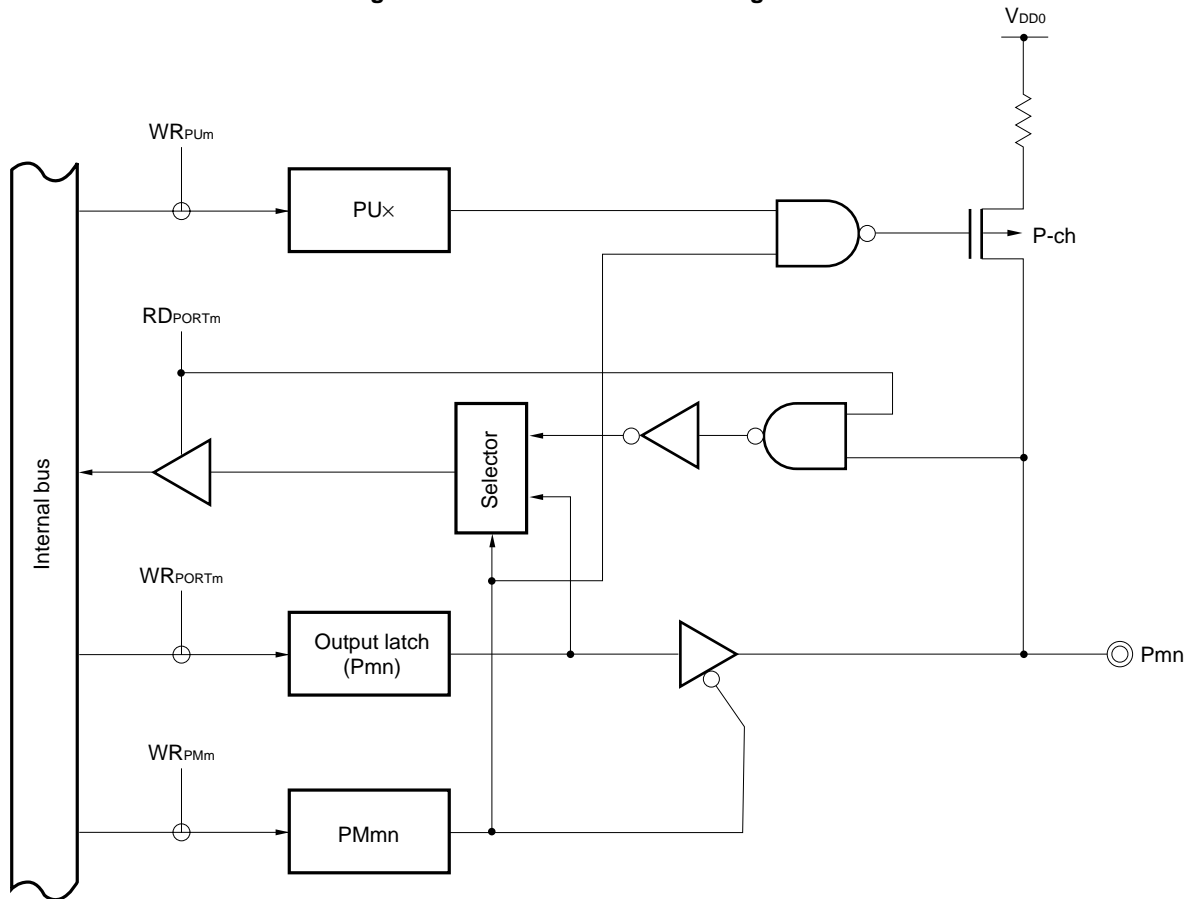 VDD0
WRPUm
PU×
P-ch
RDPORTm
Selector
Internal bus
WRPORTm
Output latch
(Pmn)
Pmn
WRPMm
PMmn